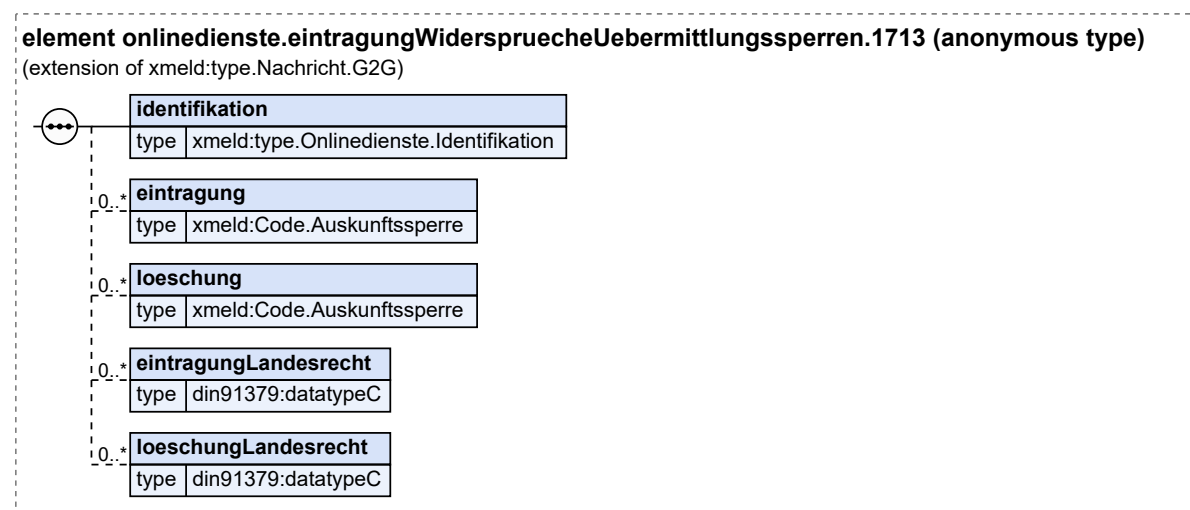 element onlinedienste.eintragungWiderspruecheUebermittlungssperren.1713 (anonymous type)
(extension of xmeld:type.Nachricht.G2G)
identifikation
type xmeld:type.Onlinedienste.Identifikation
0..* eintragung
type xmeld:Code.Auskunftssperre
0..* loeschung
type xmeld:Code.Auskunftssperre
0..* eintragungLandesrecht
type din91379:datatypeC
0..* loeschungLandesrecht
type din91379:datatypeC